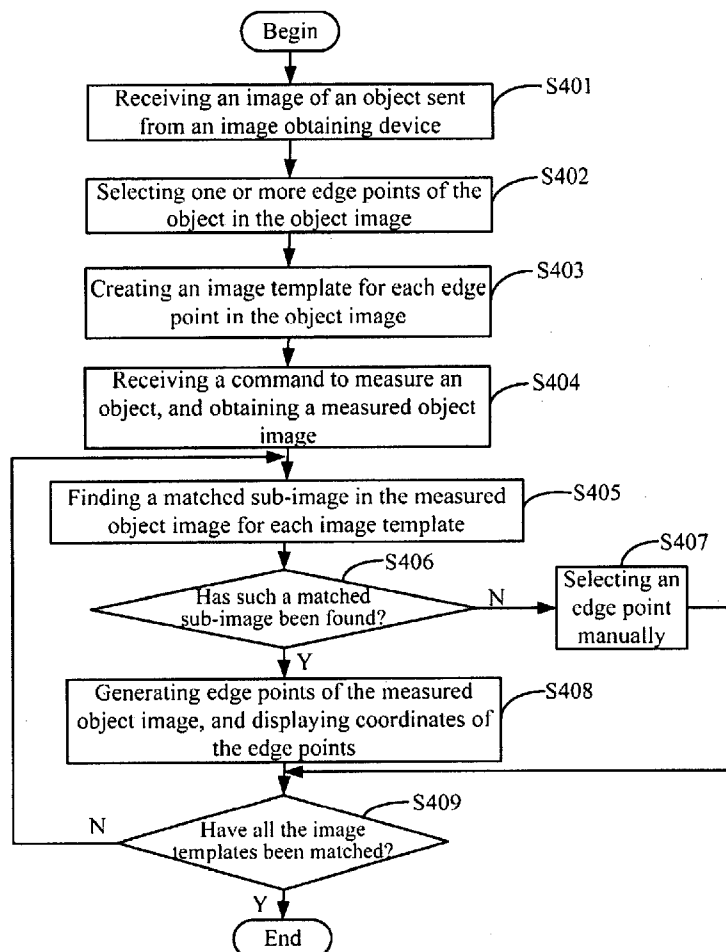 Begin
Receiving an image of an object sent
from an image obtaining device
S401
Selecting one or more edge points of the
object in the object image
S402
Creating an image template for each edge
point in the object image
S403
Receiving a command to measure an
object, and obtaining a measured object
image
S404
Finding a matched sub-image in the measured
object image for each image template
S405
Has such a matched
sub-image been found?
S406
N
Y
Selecting an
edge point
manually
S407
Generating edge points of the measured
object image, and displaying coordinates of
the edge points
S408
Have all the image
templates been matched?
S409
N
Y
End